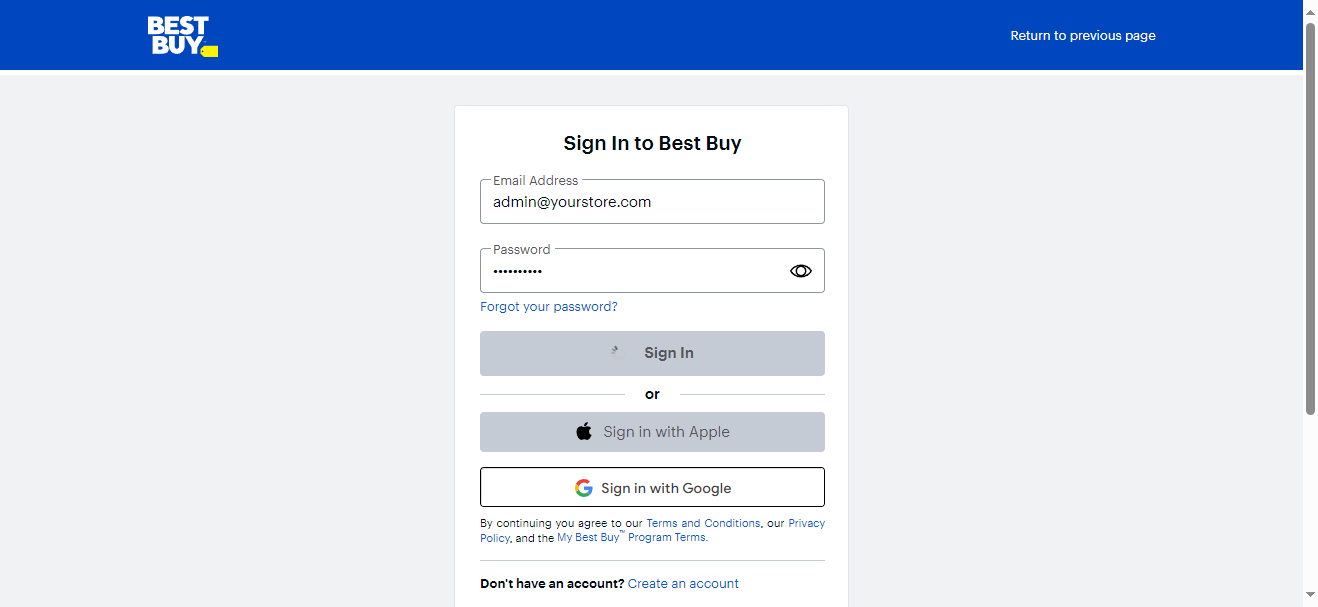 BEST
BUY
Return to previous page
Sign In to Best Buy
Email Address
admin@yourstore.com
Password
••••••••••
Forgot your password?
Sign In
or
Sign in with Apple
Sign in with Google
By continuing you agree to our Terms and Conditions, our Privacy
Policy, and the My Best Buy™ Program Terms.
Don't have an account? Create an account